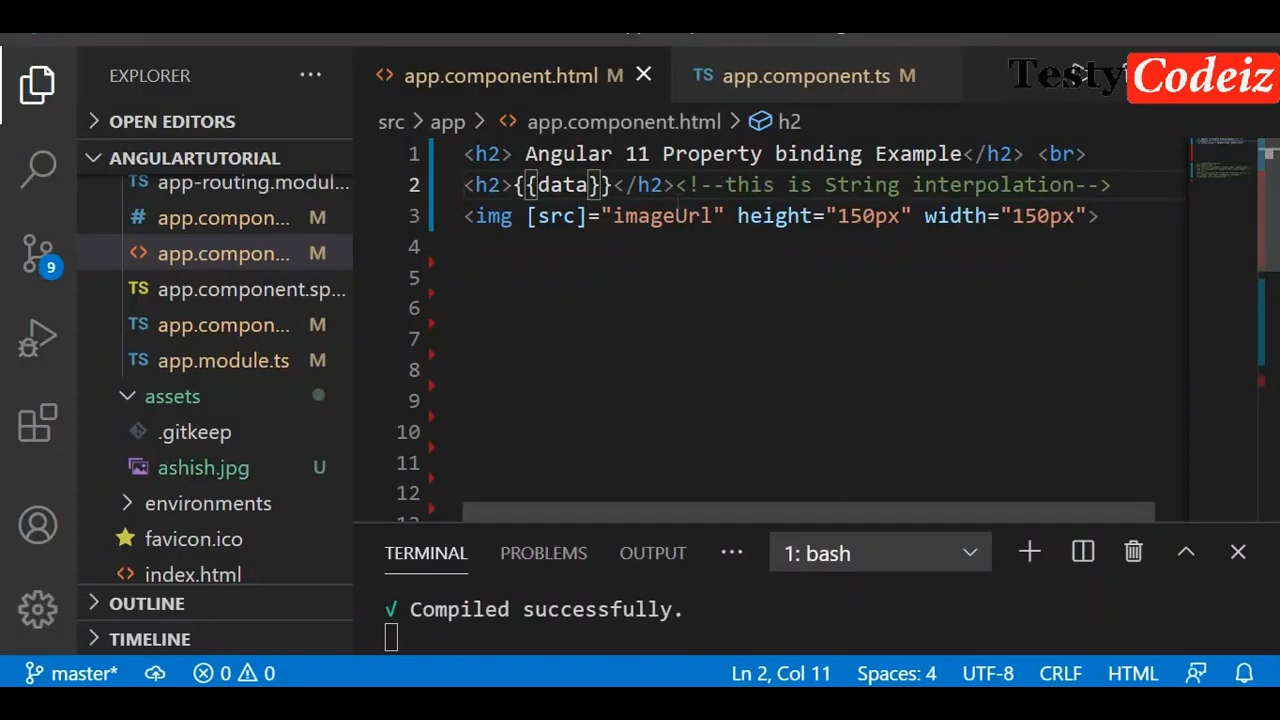 Testy Codeiz
EXPLORER
app.component.html M
TS app.component.ts M
OPEN EDITORS
src > app > app.component.html > h2
ANGULARTUTORIAL
1 <h2> Angular 11 Property binding Example</h2> <br>
app-routing.modul...
2 <h2>{{data}}</h2><!--this is String interpolation-->
# app.compon... M
3 <img [src]="imageUrl" height="150px" width="150px">
<> app.compon... M
4
5
TS app.component.sp...
6
TS app.compon... M
7
TS app.module.ts M
8
assets
9
.gitkeep
10
ashish.jpg U
11
12
environments
favicon.ico
TERMINAL PROBLEMS OUTPUT ... 1: bash
<> index.html
OUTLINE
√ Compiled successfully.
TIMELINE
9
master* 0 0 Ln 2, Col 11 Spaces: 4 UTF-8 CRLF HTML